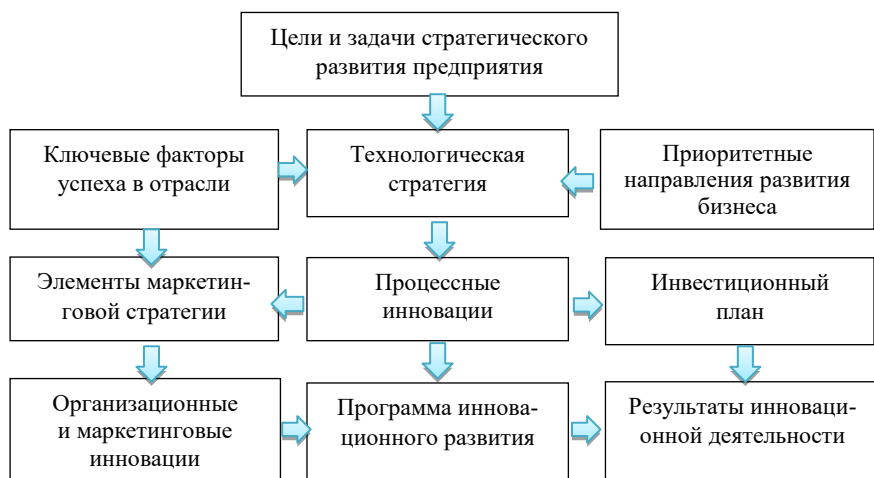 Цели и задачи стратегического
развития предприятия
Ключевые факторы
успеха в отрасли
Технологическая
стратегия
Приоритетные
направления развития
бизнеса
Элементы маркетин-
говой стратегии
Процессные
инновации
Инвестиционный
план
Организационные
и маркетинговые
инновации
Программа иннова-
ционного развития
Результаты инноваци-
онной деятельности